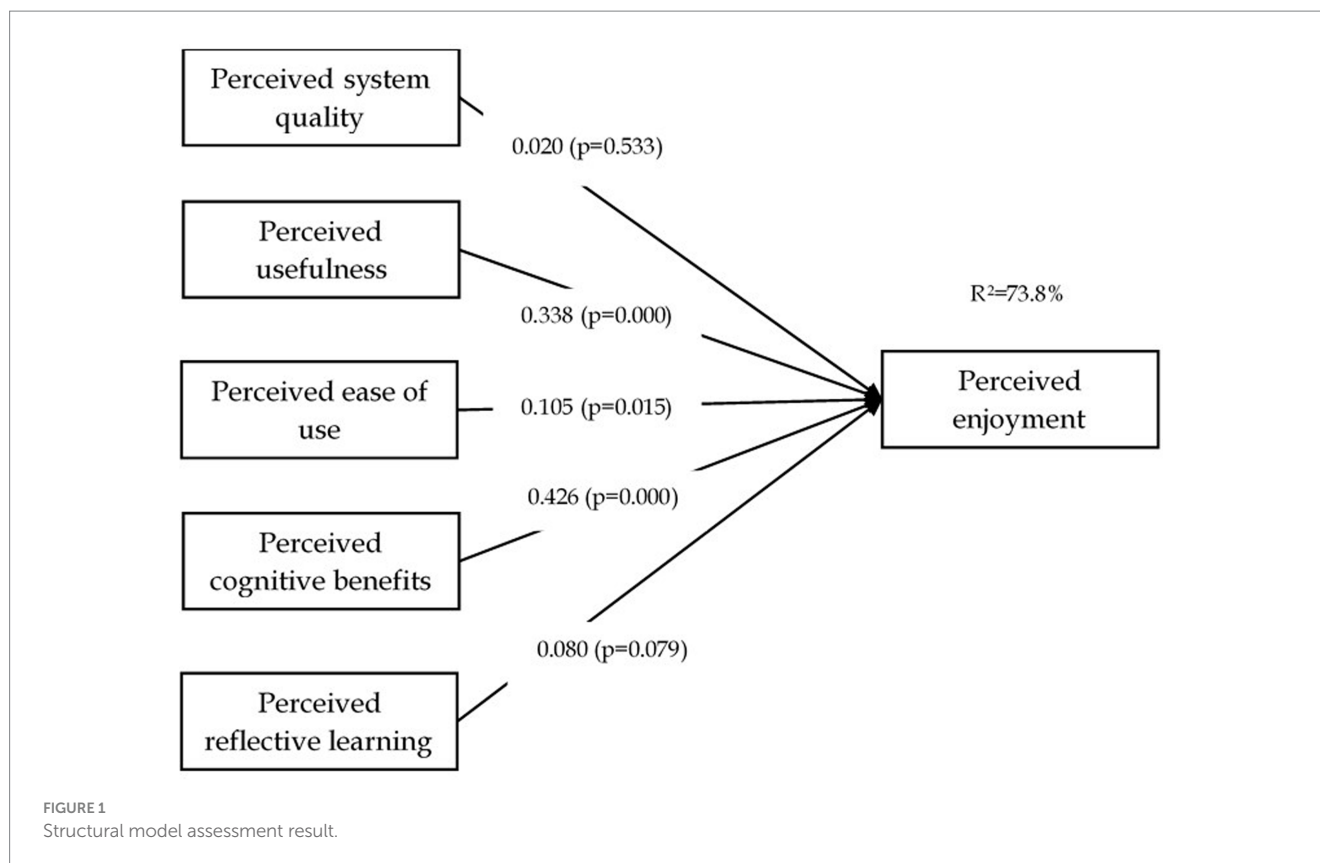 Perceived system
quality
0.020 (p=0.533)
Perceived
usefulness
0.338 (p=0.000)
R²=73.8%
Perceived ease of
use
0.105 (p=0.015)
Perceived
enjoyment
0.426 (p=0.000)
Perceived
cognitive benefits
0.080 (p=0.079)
Perceived
reflective learning
FIGURE 1
Structural model assessment result.